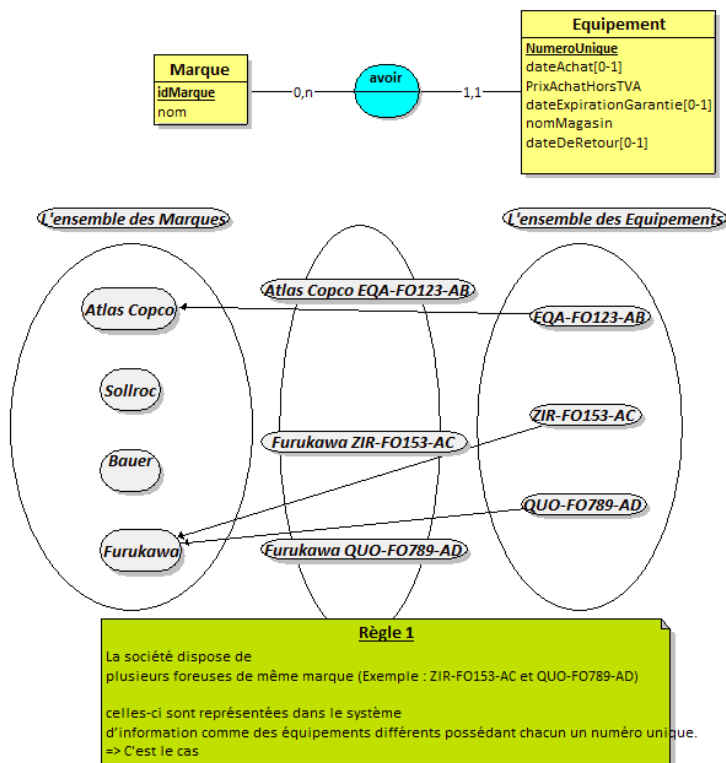 Marque
idMarque
nom
0,n
avoir
1,1
Equipement
NumeroUnique
dateAchat[0-1]
PrixAchatHorsTVA
dateExpirationGarantie[0-1]
nomMagasin
dateDeRetour[0-1]
L'ensemble des Marques
L'ensemble des Equipements
Atlas Copco
Sollroc
Bauer
Furukawa
Atlas Copco EQA-FO123-AB
Furukawa ZIR-FO153-AC
Furukawa QUO-FO789-AD
EQA-FO123-AB
ZIR-FO153-AC
QUO-FO789-AD
Règle 1
La société dispose de
plusieurs foreuses de même marque (Exemple : ZIR-FO153-AC et QUO-FO789-AD)
celles-ci sont représentées dans le système
d’information comme des équipements différents possédant chacun un numéro unique.
=> C'est le cas